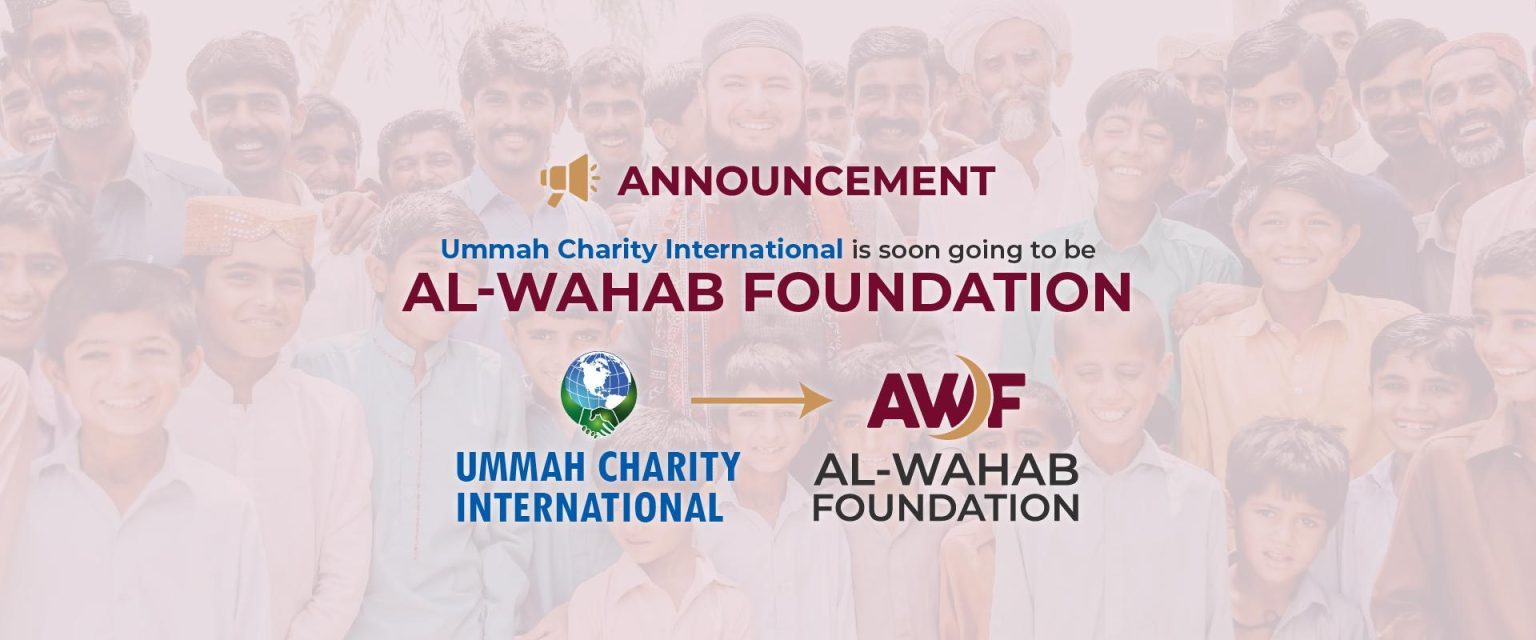 ANNOUNCEMENT
Ummah Charity International is soon going to be
AL-WAHAB FOUNDATION
UMMAH CHARITY
INTERNATIONAL
AWF
AL-WAHAB
FOUNDATION